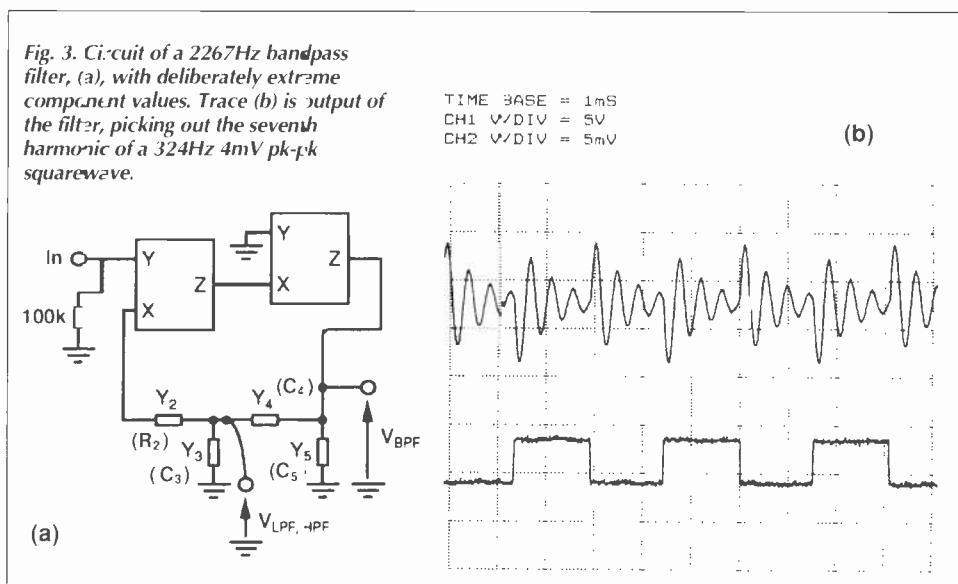 Fig. 3. Circuit of a 2267Hz bandpass
filter, (a), with deliberately extreme
component values. Trace (b) is output of
the filter, picking out the seventh
harmonic of a 324Hz 4mV pk-pk
squarewave.
TIME BASE = 1mS
CH1 V/DIV = 5V
CH2 V/DIV = 5mV
(b)
In
Y
X
Z
Y
X
Z
100k
Y2
(R2)
Y3
(C3)
Y4
(C4)
Y5
(C5)
VBPF
VLPF, HPF
(a)